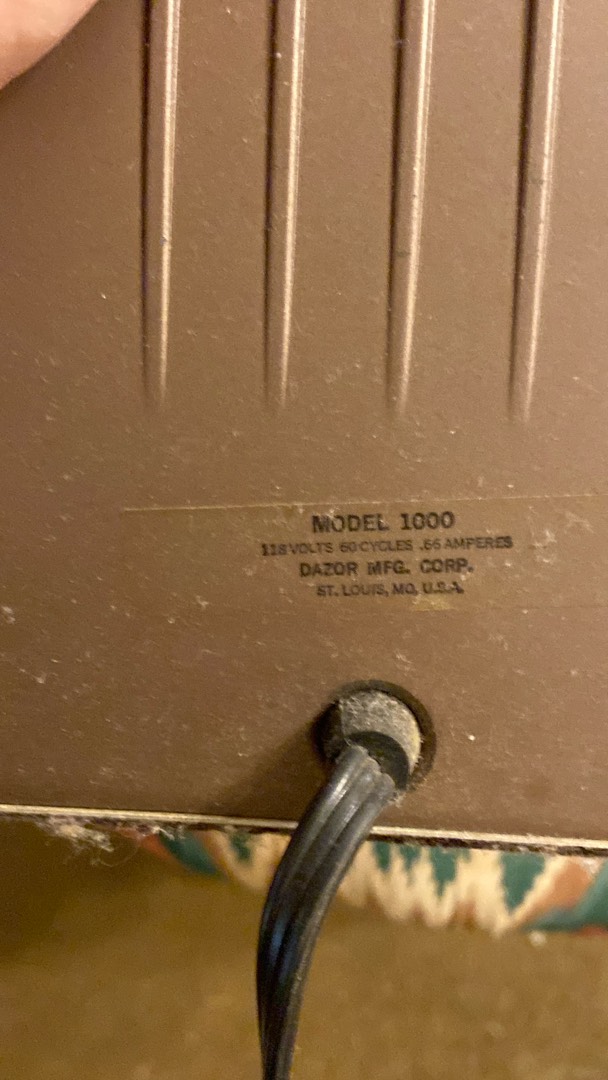 MODEL 1000
118 VOLTS 60 CYCLES .66 AMPERES
DAZOR MFG. CORP.
ST. LOUIS, MO. U.S.A.